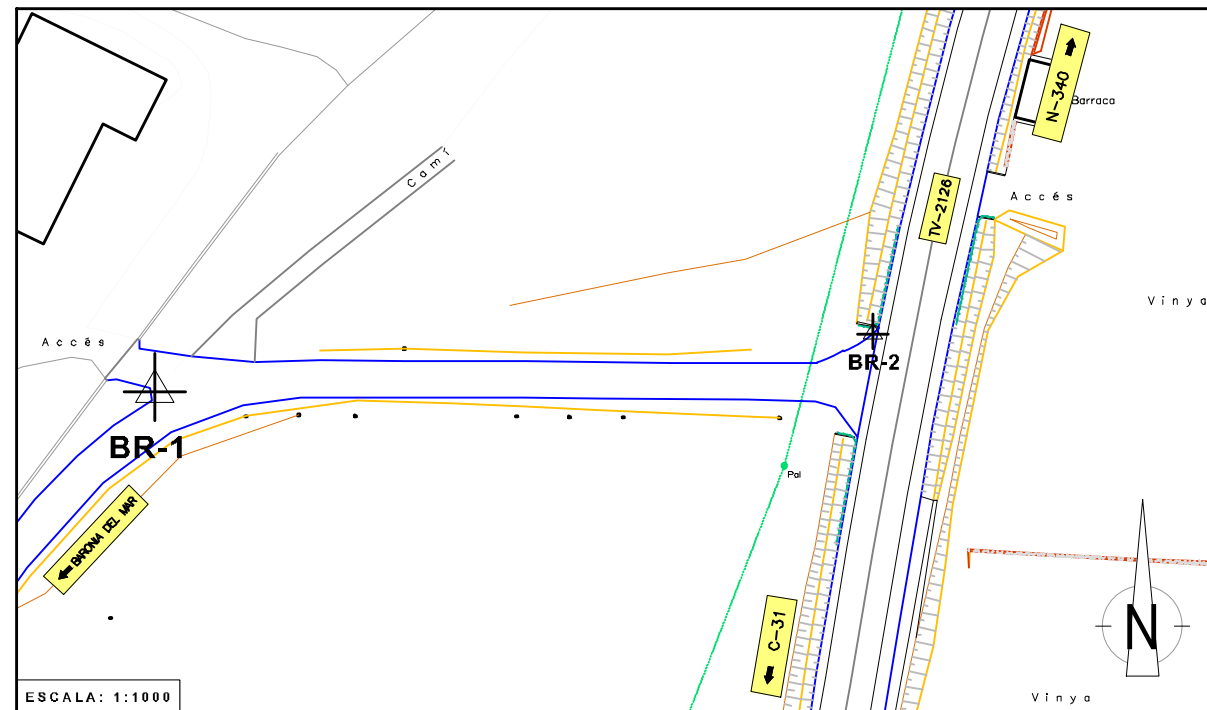 N-340
Barraca
Camí
Accés
TV-2126
Vinya
Accés
BR-2
BR-1
Pal
BARONIA DEL MAR
C-31
N
ESCALA: 1:1000
Vinya